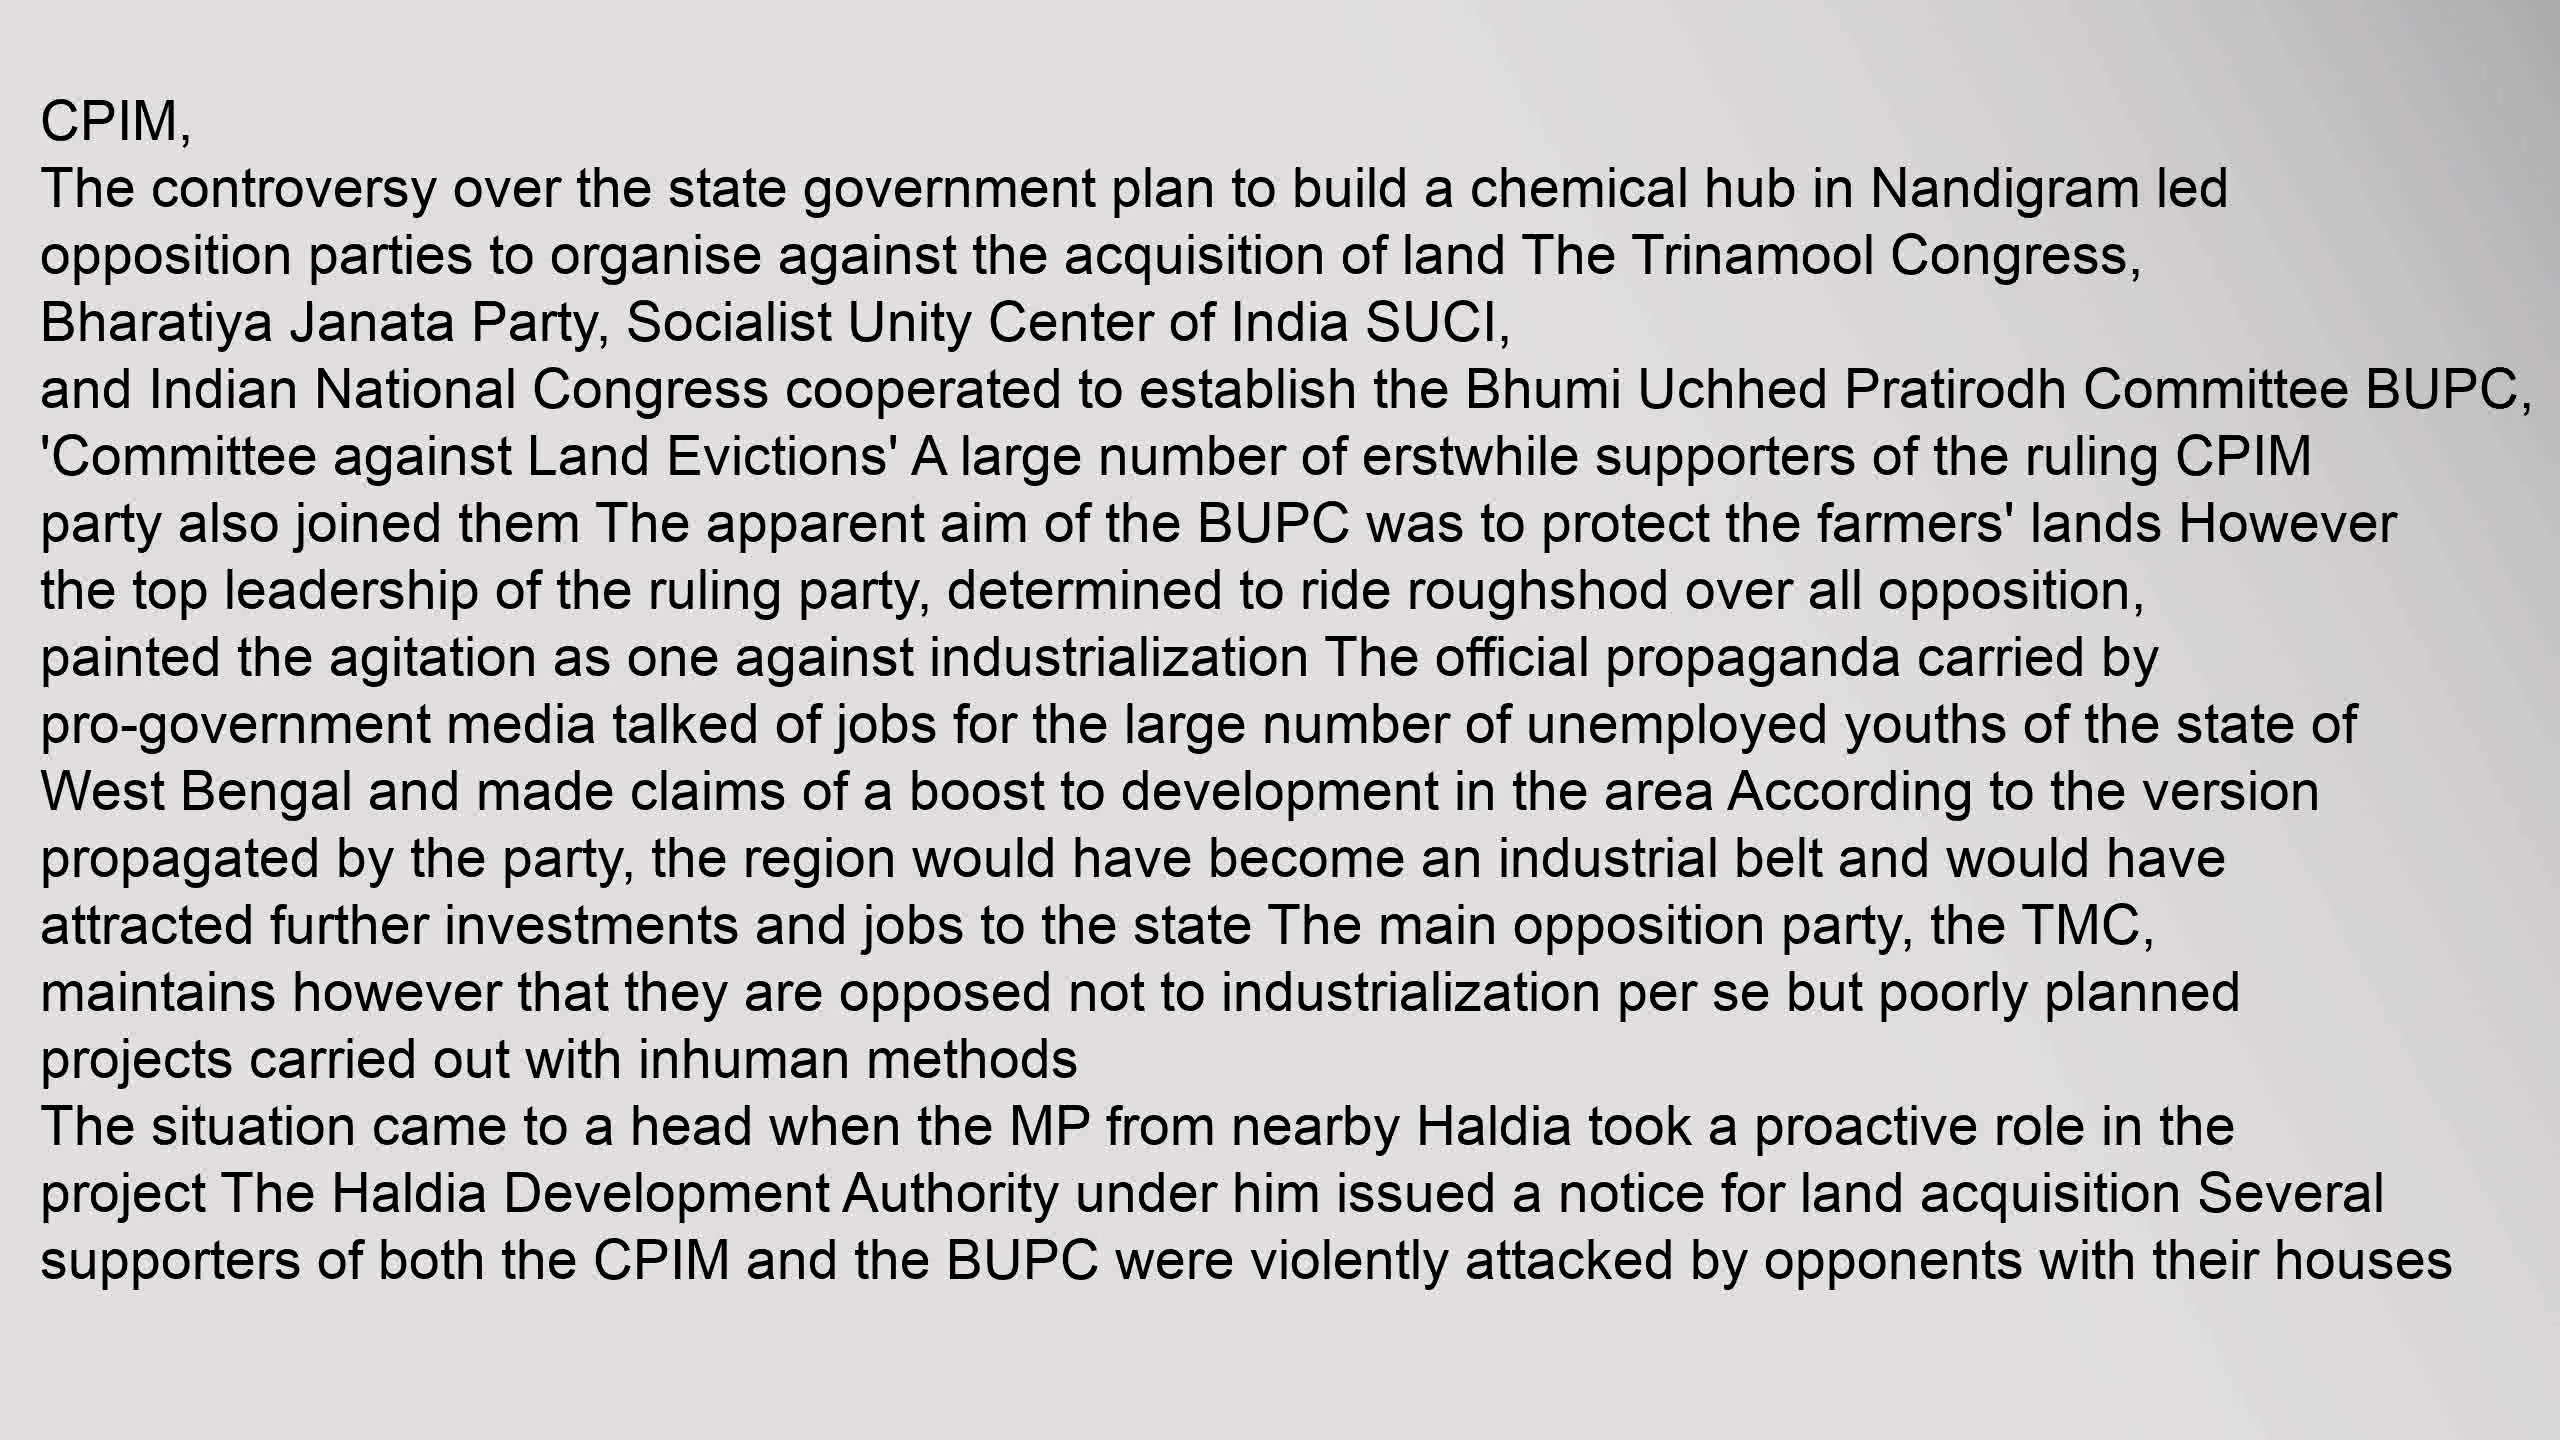 CPIM,
The controversy over the state government plan to build a chemical hub in Nandigram led
opposition parties to organise against the acquisition of land The Trinamool Congress,
Bharatiya Janata Party, Socialist Unity Center of India SUCI,
and Indian National Congress cooperated to establish the Bhumi Uchhed Pratirodh Committee BUPC,
'Committee against Land Evictions' A large number of erstwhile supporters of the ruling CPIM
party also joined them The apparent aim of the BUPC was to protect the farmers' lands However
the top leadership of the ruling party, determined to ride roughshod over all opposition,
painted the agitation as one against industrialization The official propaganda carried by
pro-government media talked of jobs for the large number of unemployed youths of the state of
West Bengal and made claims of a boost to development in the area According to the version
propagated by the party, the region would have become an industrial belt and would have
attracted further investments and jobs to the state The main opposition party, the TMC,
maintains however that they are opposed not to industrialization per se but poorly planned
projects carried out with inhuman methods
The situation came to a head when the MP from nearby Haldia took a proactive role in the
project The Haldia Development Authority under him issued a notice for land acquisition Several
supporters of both the CPIM and the BUPC were violently attacked by opponents with their houses